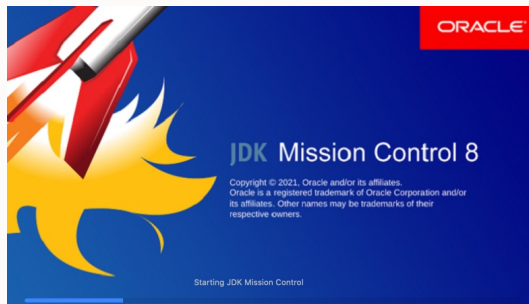 ORACLE
JDK Mission Control 8
Copyright © 2021, Oracle and/or its affiliates.
Oracle is a registered trademark of Oracle Corporation and/or
its affiliates. Other names may be trademarks of their
respective owners.
Starting JDK Mission Control